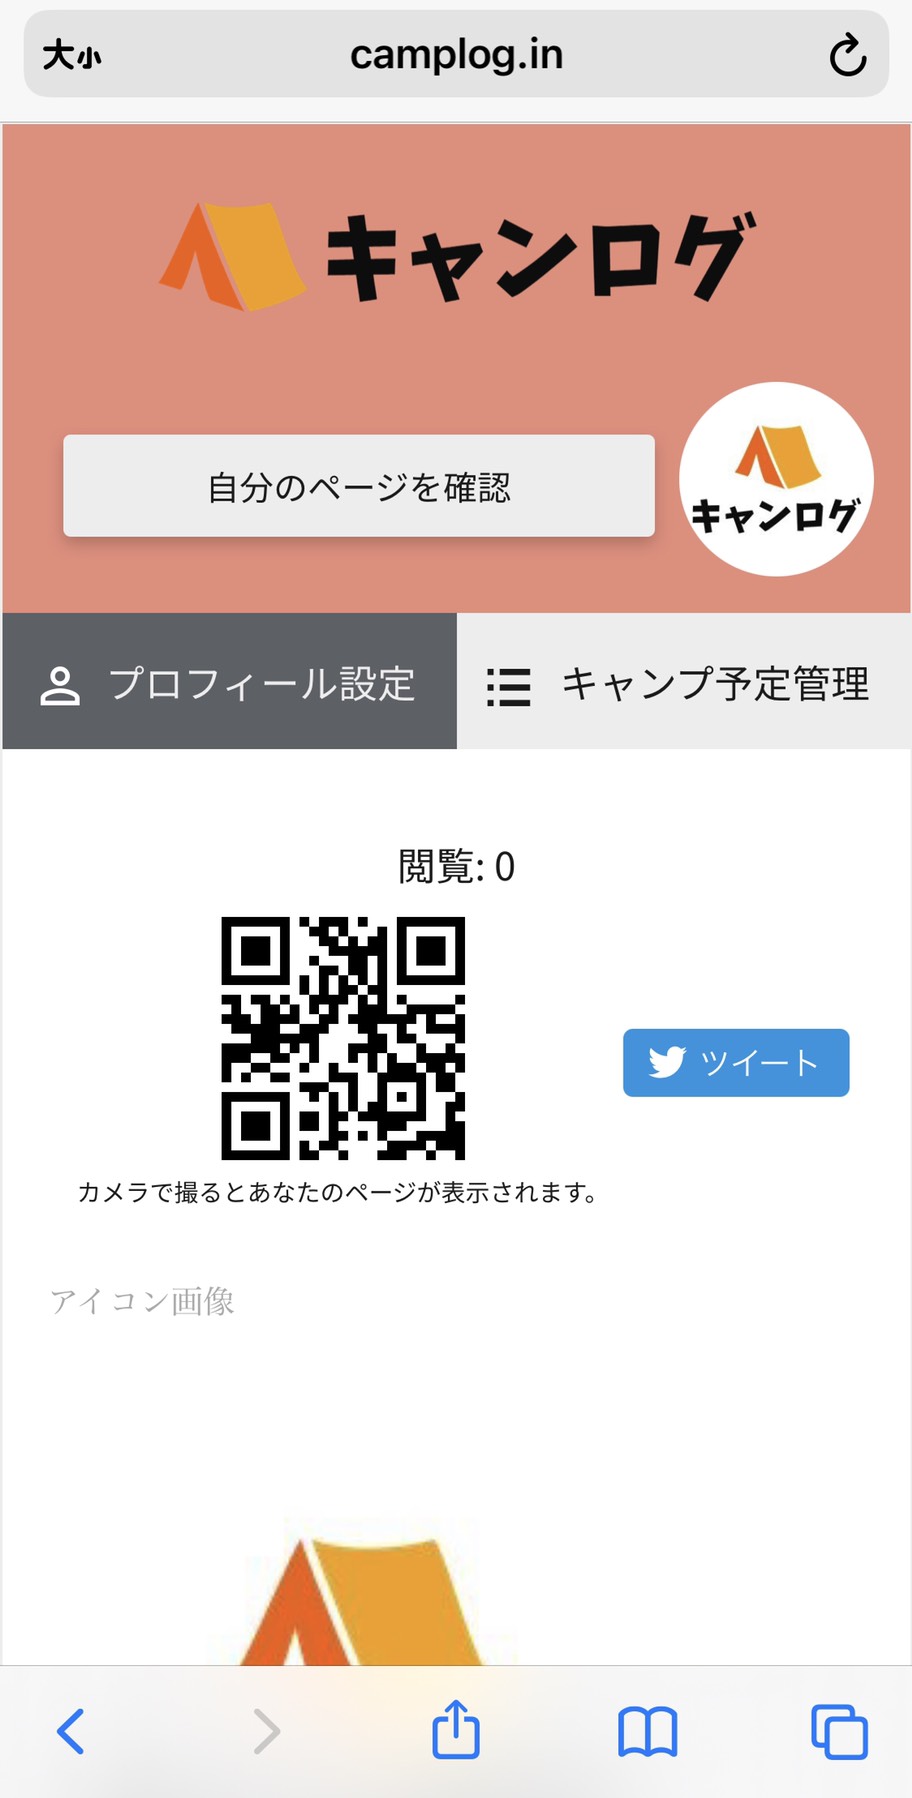 大小
camplog.in
キャンログ
自分のページを確認
キャンログ
プロフィール設定
キャンプ予定管理
閲覧: 0
ツイート
カメラで撮るとあなたのページが表示されます。
アイコン画像